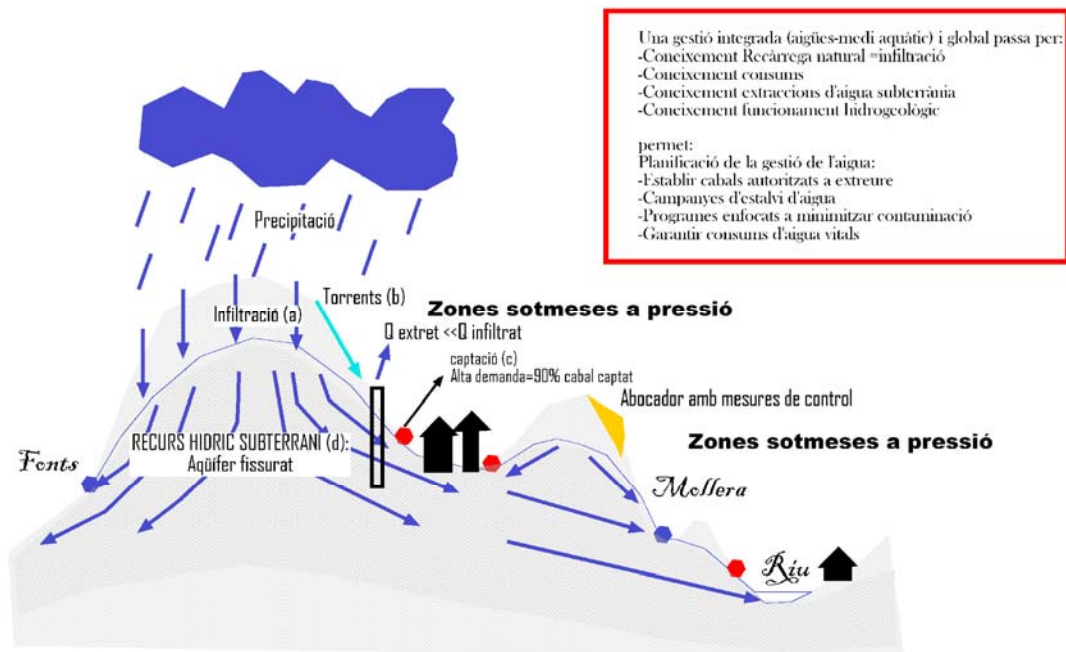 Una gestió integrada (aigües-medi aquàtic) i global passa per:
-Coneixement Recàrrega natural =infiltració
-Coneixement consums
-Coneixement extraccions d'aigua subterrània
-Coneixement funcionament hidrogeològic
permet:
Planificació de la gestió de l'aigua:
-Establir cabals autoritzats a extreure
-Campanyes d'estalvi d'aigua
-Programes enfocats a minimitzar contaminació
-Garantir consums d'aigua vitals
Precipitació
Torrents (b)
Zones sotmeses a pressió
Infiltració (a)
Q extret <<Q infiltrat
captació (c)
Alta demanda=90% cabal captat
Abocador amb mesures de control
RECURS HIDRIC SUBTERRANI (d):
Aqüífer fissurat
Zones sotmeses a pressió
Fonts
Mollera
Riu